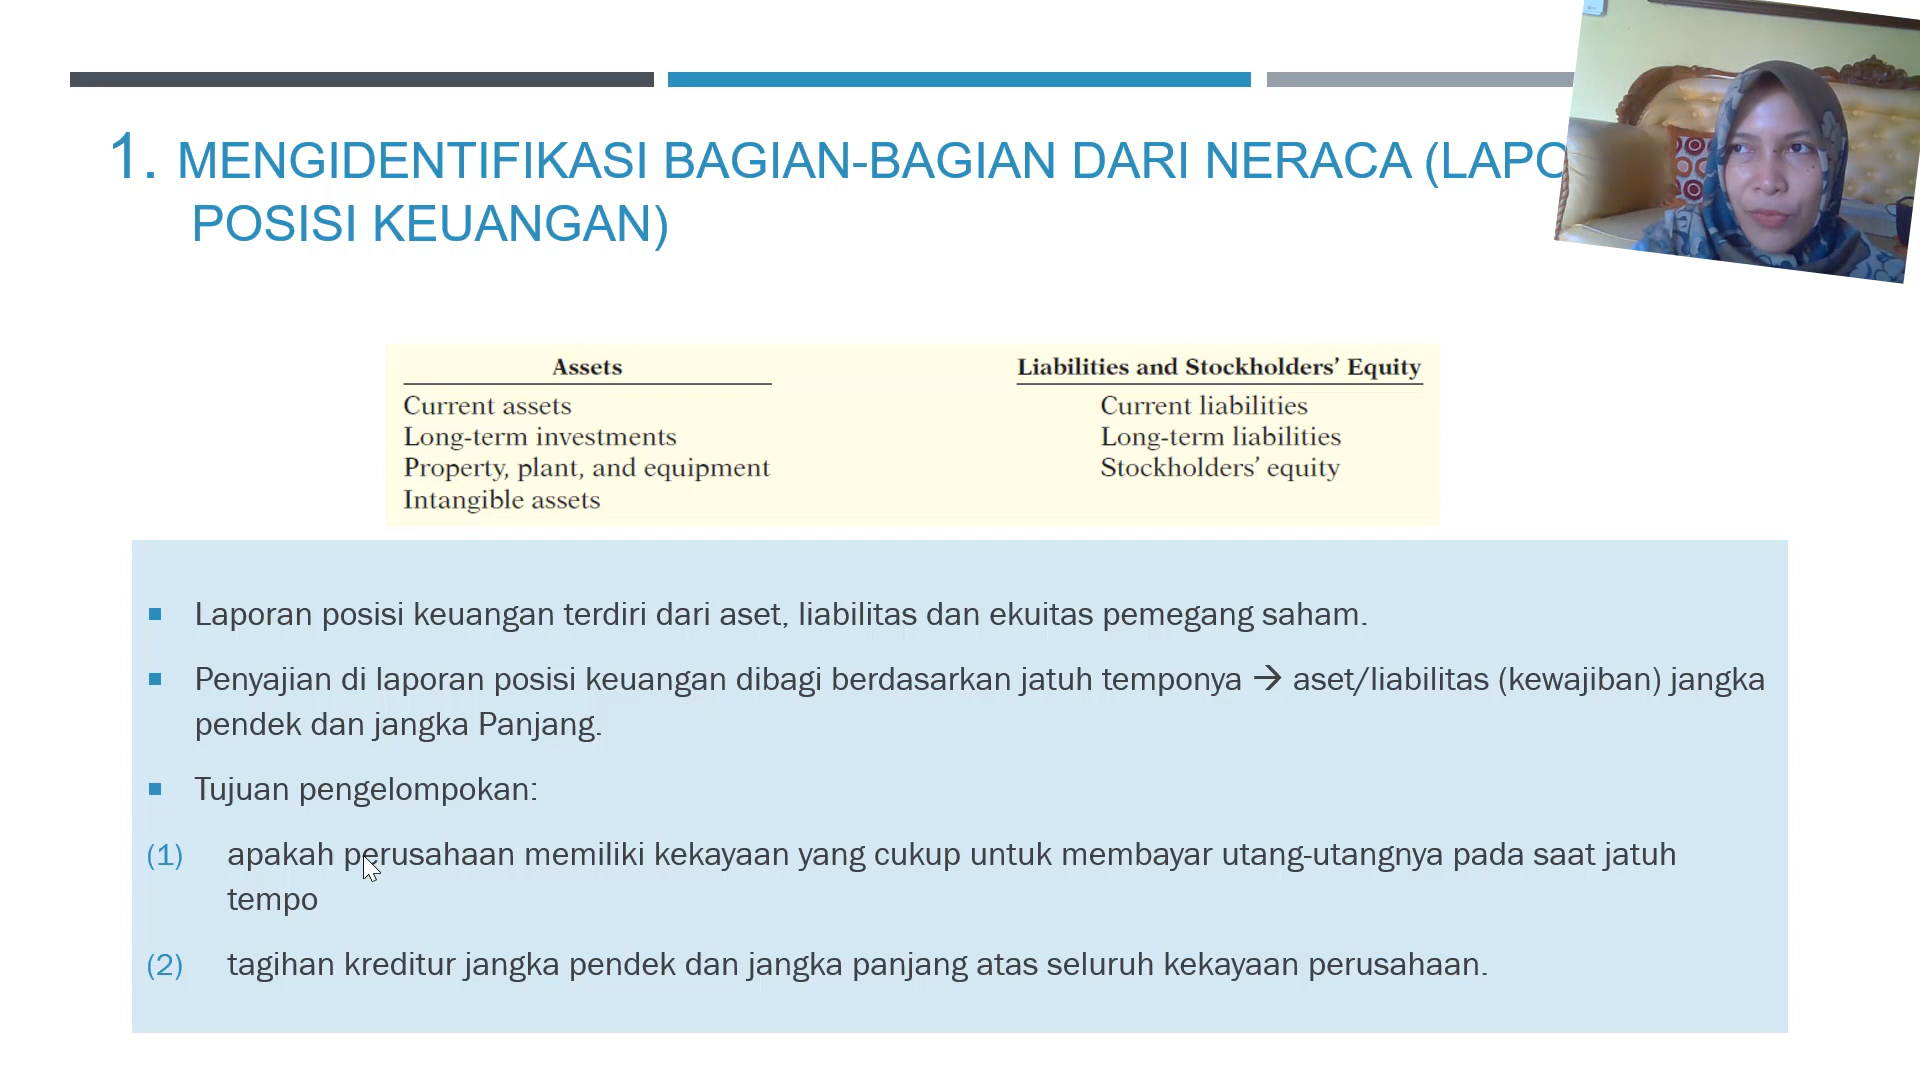 1. MENGIDENTIFIKASI BAGIAN-BAGIAN DARI NERACA (LAPO
POSISI KEUANGAN)
Assets
Current assets
Long-term investments
Property, plant, and equipment
Intangible assets
Liabilities and Stockholders’ Equity
Current liabilities
Long-term liabilities
Stockholders’ equity
Laporan posisi keuangan terdiri dari aset, liabilitas dan ekuitas pemegang saham.
Penyajian di laporan posisi keuangan dibagi berdasarkan jatuh temponya → aset/liabilitas (kewajiban) jangka
pendek dan jangka Panjang.
Tujuan pengelompokan:
(1) apakah perusahaan memiliki kekayaan yang cukup untuk membayar utang-utangnya pada saat jatuh
tempo
(2) tagihan kreditur jangka pendek dan jangka panjang atas seluruh kekayaan perusahaan.